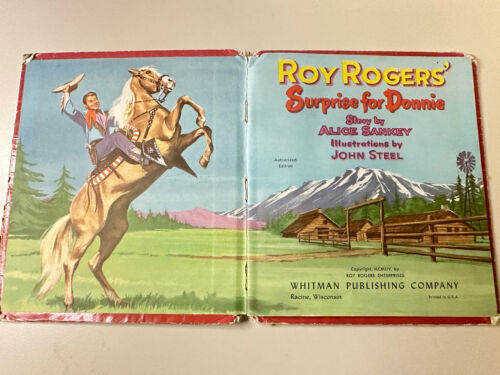 ROY ROGERS'
Surprise for Donnie
Story by
ALICE SANKEY
Illustrations by
JOHN STEEL
Authorized
Edition
Copyright, MCMLIV, by
ROY ROGERS ENTERPRISES
WHITMAN PUBLISHING COMPANY
Racine, Wisconsin
Printed in U.S.A.